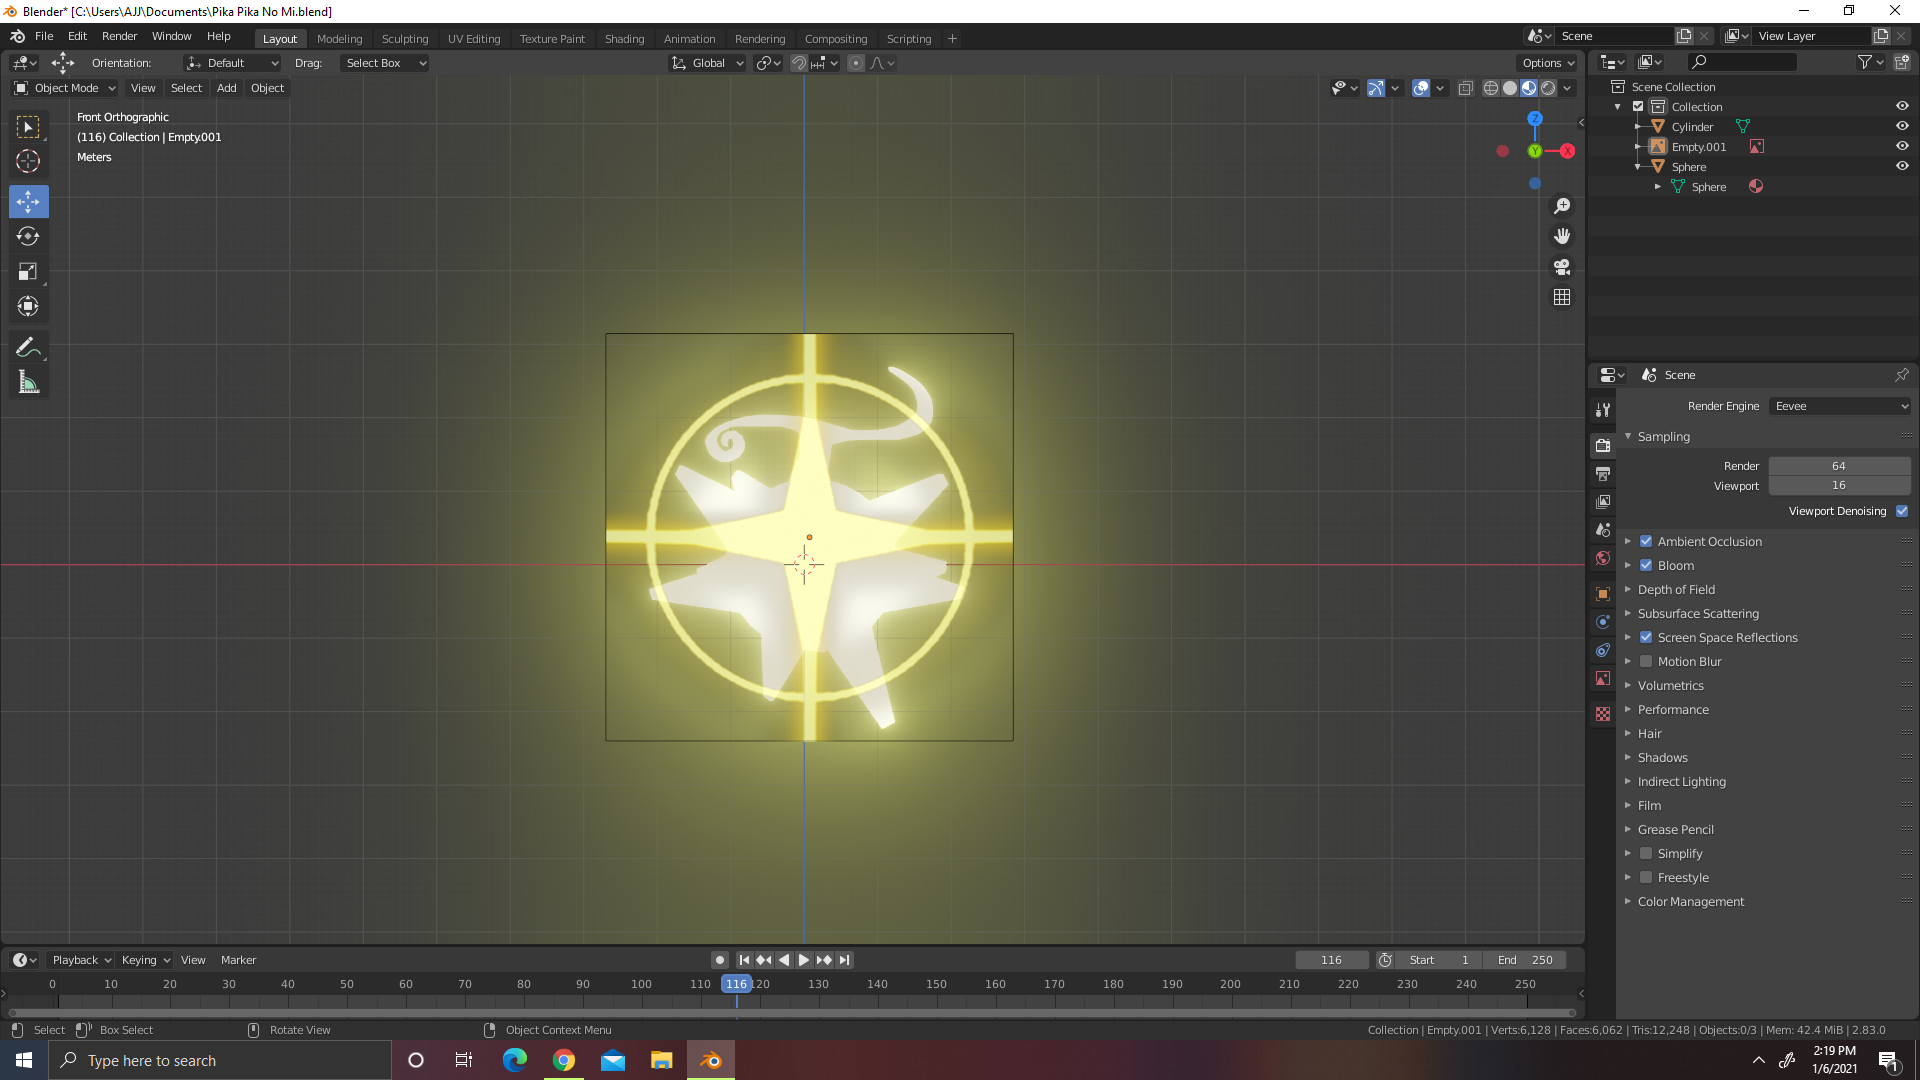 Blender* [C:\Users\AJJ\Documents\Pika Pika No Mi.blend]
File Edit Render Window Help Layout Modeling Sculpting UV Editing Texture Paint Shading Animation Rendering Compositing Scripting + Scene View Layer
Orientation: Default Drag: Select Box Global Options
Object Mode View Select Add Object
Front Orthographic
(116) Collection | Empty.001
Meters
Z
Y X
Scene Collection
Collection
Cylinder
Empty.001
Sphere
Sphere
Scene
Render Engine Eevee
Sampling
Render 64
Viewport 16
Viewport Denoising
Ambient Occlusion
Bloom
Depth of Field
Subsurface Scattering
Screen Space Reflections
Motion Blur
Volumetrics
Performance
Hair
Shadows
Indirect Lighting
Film
Grease Pencil
Simplify
Freestyle
Color Management
Playback Keying View Marker 116 Start 1 End 250
0 10 20 30 40 50 60 70 80 90 100 110 116 120 130 140 150 160 170 180 190 200 210 220 230 240 250
Select Box Select Rotate View Object Context Menu Collection | Empty.001 | Verts:6,128 | Faces:6,062 | Tris:12,248 | Objects:0/3 | Mem: 42.4 MiB | 2.83.0
Type here to search
2:19 PM
1/6/2021
1